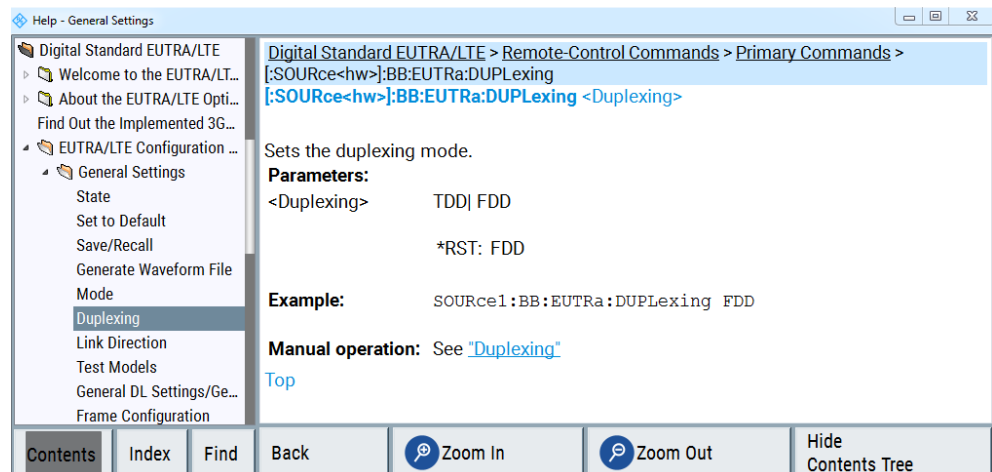 Help - General Settings
Digital Standard EUTRA/LTE
Welcome to the EUTRA/LT...
About the EUTRA/LTE Opti...
Find Out the Implemented 3G...
EUTRA/LTE Configuration ...
General Settings
State
Set to Default
Save/Recall
Generate Waveform File
Mode
Duplexing
Link Direction
Test Models
General DL Settings/Ge...
Frame Configuration
Digital Standard EUTRA/LTE > Remote-Control Commands > Primary Commands >
[:SOURce<hw>]:BB:EUTRa:DUPLexing
[:SOURce<hw>]:BB:EUTRa:DUPLexing <Duplexing>
Sets the duplexing mode.
Parameters:
<Duplexing> TDD| FDD
*RST: FDD
Example: SOURce1:BB:EUTRa:DUPLexing FDD
Manual operation: See "Duplexing"
Top
Contents Index Find Back Zoom In Zoom Out Hide
Contents Tree